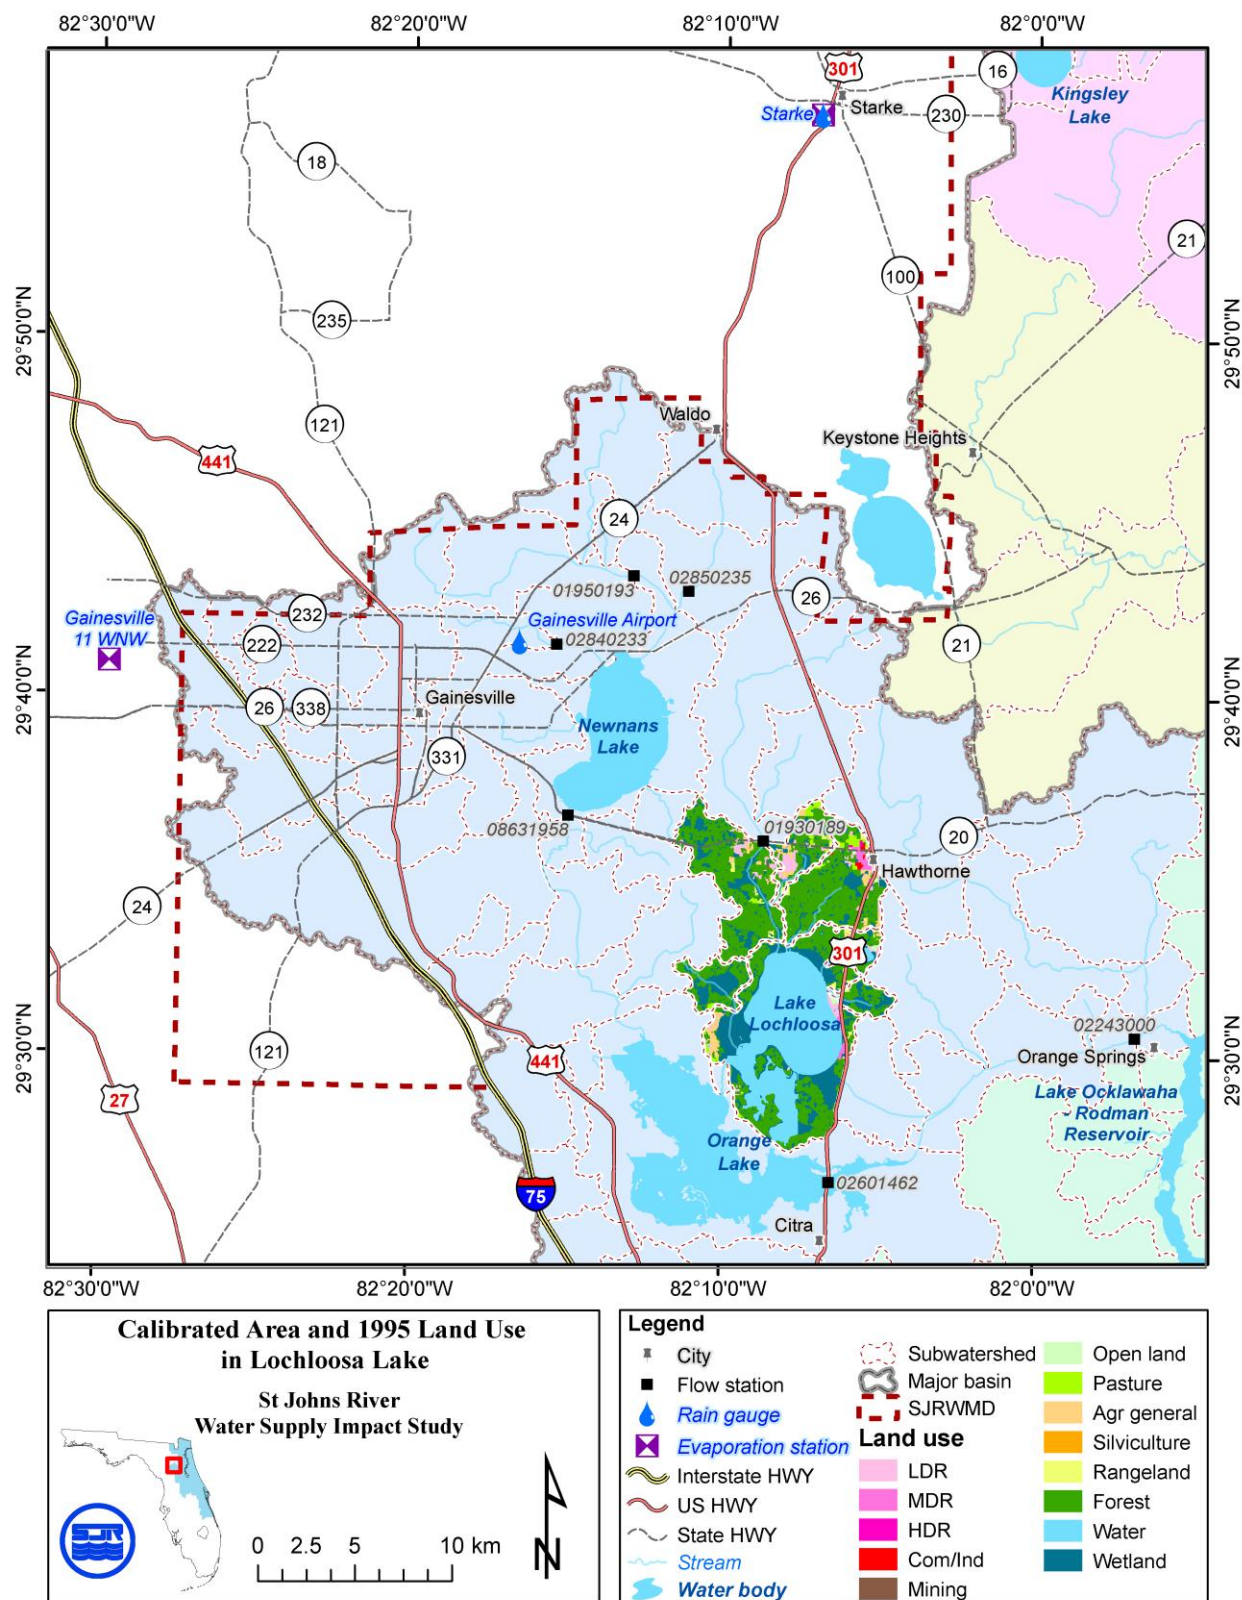 82°30'0"W
82°20'0"W
82°10'0"W
82°0'0"W
301
16
Kingsley
Lake
Starke
Starke
230
18
21
100
235
29°50'0"N
29°50'0"N
121
Waldo
441
Keystone Heights
24
01950193
02850235
26
Gainesville
11 WNW
232
Gainesville Airport
222
02840233
21
29°40'0"N
29°40'0"N
26
338
Gainesville
Newnans
Lake
331
08631958
01930189
20
Hawthorne
24
301
Lake
Lochloosa
02243000
29°30'0"N
29°30'0"N
121
441
Orange Springs
27
Lake Ocklawaha
- Rodman
Reservoir
Orange
Lake
75
02601462
Citra
82°30'0"W
82°20'0"W
82°10'0"W
82°0'0"W
Calibrated Area and 1995 Land Use
in Lochloosa Lake
St Johns River
Water Supply Impact Study
SJR
0 2.5 5 10 km
N
Legend
City
Flow station
Rain gauge
Evaporation station
Interstate HWY
US HWY
State HWY
Stream
Water body
Subwatershed
Major basin
SJRWMD
Land use
LDR
MDR
HDR
Com/Ind
Mining
Open land
Pasture
Agr general
Silviculture
Rangeland
Forest
Water
Wetland